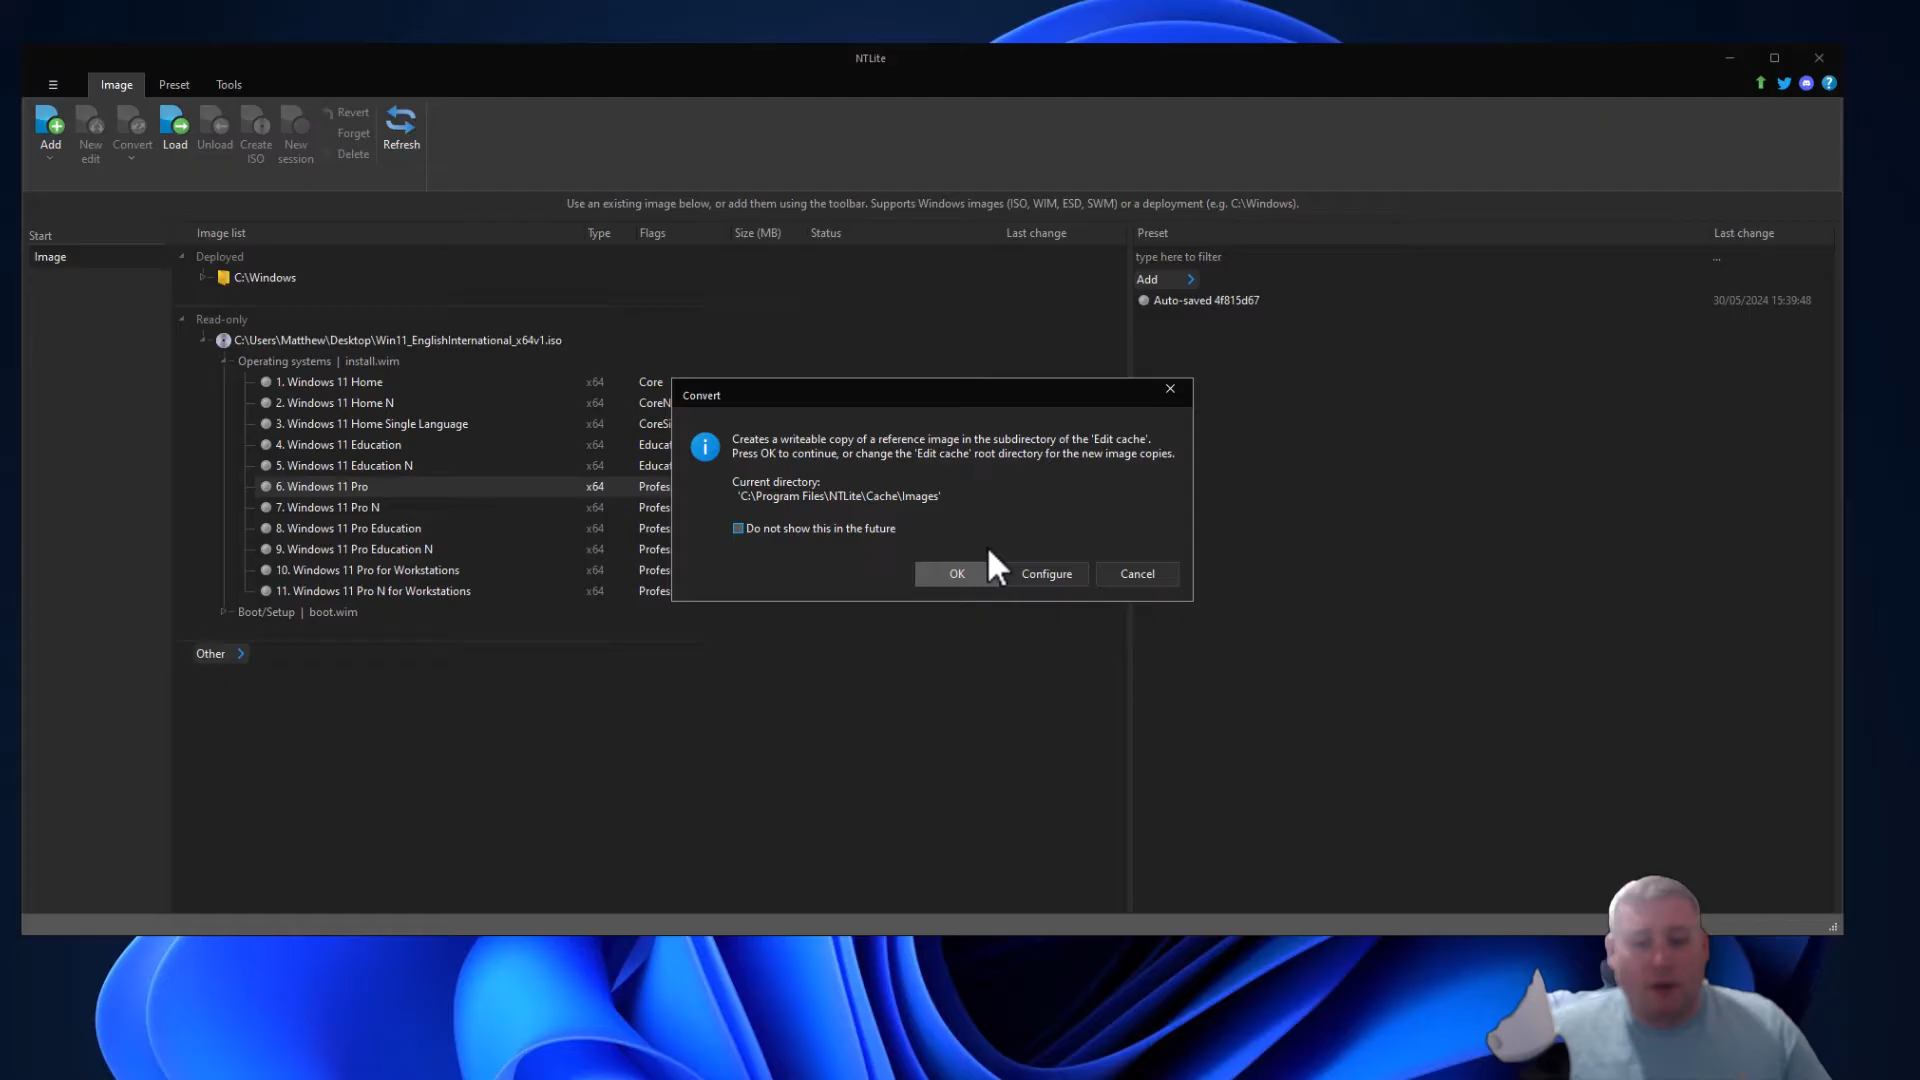 NTLite
Image
Preset
Tools
Add
New
edit
Convert
Load
Unload
Create
ISO
New
session
Revert
Forget
Delete
Refresh
Use an existing image below, or add them using the toolbar. Supports Windows images (ISO, WIM, ESD, SWM) or a deployment (e.g. C:\Windows).
Start
Image
Image list
Type
Flags
Size (MB)
Status
Last change
Deployed
C:\Windows
Read-only
C:\Users\Matthew\Desktop\Win11_EnglishInternational_x64v1.iso
Operating systems | install.wim
1. Windows 11 Home x64 Core
2. Windows 11 Home N x64 CoreN
3. Windows 11 Home Single Language x64 CoreSi
4. Windows 11 Education x64 Educat
5. Windows 11 Education N x64 Educat
6. Windows 11 Pro x64 Profes
7. Windows 11 Pro N x64 Profes
8. Windows 11 Pro Education x64 Profes
9. Windows 11 Pro Education N x64 Profes
10. Windows 11 Pro for Workstations x64 Profes
11. Windows 11 Pro N for Workstations x64 Profes
Boot/Setup | boot.wim
Other
Convert
Creates a writeable copy of a reference image in the subdirectory of the 'Edit cache'.
Press OK to continue, or change the 'Edit cache' root directory for the new image copies.
Current directory:
'C:\Program Files\NTLite\Cache\Images'
Do not show this in the future
OK
Configure
Cancel
Preset
Last change
type here to filter
...
Add
Auto-saved 4f815d67
30/05/2024 15:39:48